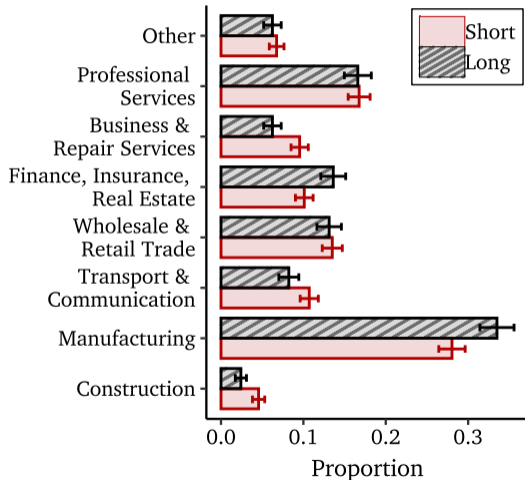 Short
Long
Other
Professional
Services
Business &
Repair Services
Finance, Insurance,
Real Estate
Wholesale &
Retail Trade
Transport &
Communication
Manufacturing
Construction
0.0 0.1 0.2 0.3
Proportion